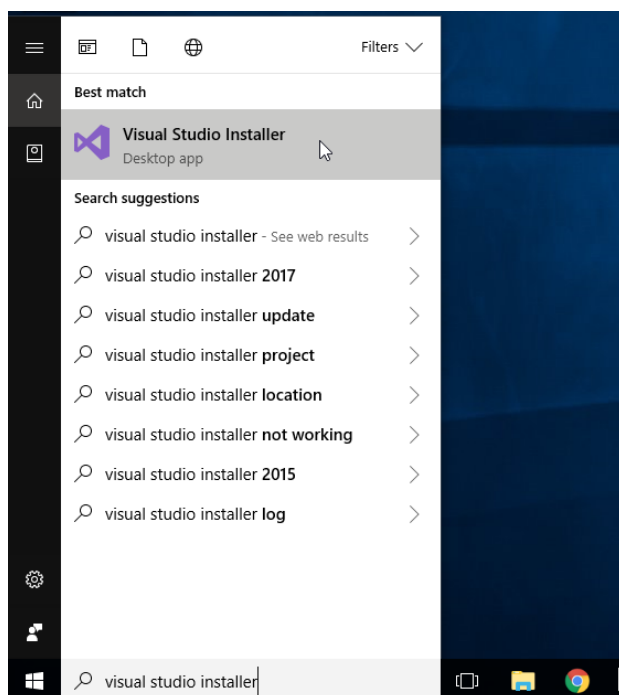 Filters
Best match
Visual Studio Installer
Desktop app
Search suggestions
visual studio installer - See web results
visual studio installer 2017
visual studio installer update
visual studio installer project
visual studio installer location
visual studio installer not working
visual studio installer 2015
visual studio installer log
visual studio installer